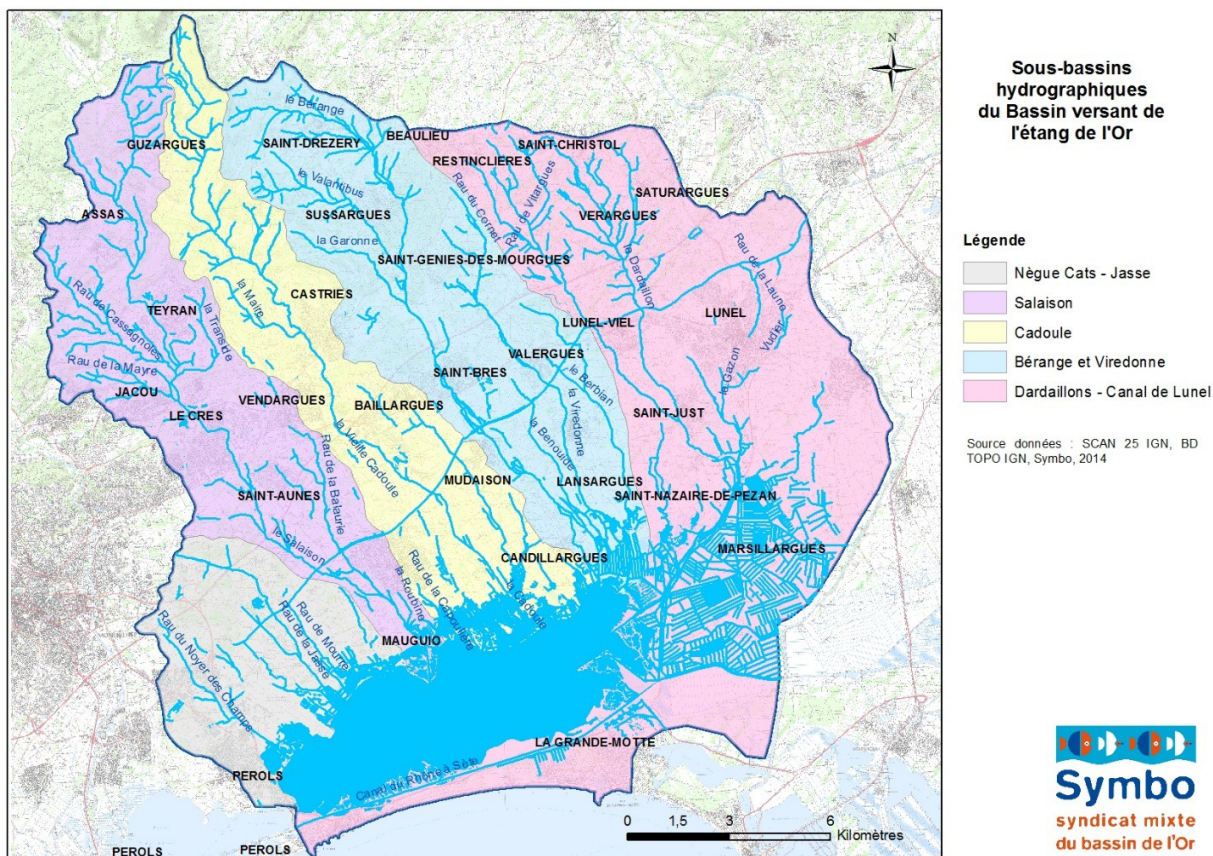 Sous-bassins
hydrographiques
du Bassin versant de
l'étang de l'Or
Légende
Nègue Cats - Jasse
Salaison
Cadoule
Bérange et Viredonne
Dardaillons - Canal de Lunel
Source données : SCAN 25 IGN, BD
TOPO IGN, Symbo, 2014
N
le Bérange
BEAULIEU
GUZARGUES
SAINT-DREZERY
SAINT-CHRISTOL
RESTINCLIERES
le Valantibus
SATURARGUES
Rau du Cornet
Rau de Vilargues
ASSAS
SUSSARGUES
VERARGUES
la Garonne
SAINT-GENIES-DES-MOURGUES
le Dardaillon
Rau de la Laune
la Maire
CASTRIES
Rau de Cassagnoles
TEYRAN
la Transide
LUNEL-VIEL
LUNEL
Vudier
VALERGUES
Rau de la Mayre
SAINT-BRES
le Berbian
le Gazon
JACOU
VENDARGUES
BAILLARGUES
la Viredonne
LE CRES
SAINT-JUST
la Vieille Cadoule
la Bénouide
Rau de la Balaurie
MUDAISON
LANSARGUES
SAINT-AUNES
SAINT-NAZAIRE-DE-PEZAN
le Salaison
MARSILLARGUES
CANDILLARGUES
la Roubine
Rau de la Capoulière
la Cadoule
Rau de Mourre
Rau de la Jasse
MAUGUIO
Rau du Noyer des Champs
LA GRANDE-MOTTE
PEROLS
Canal du Rhône à Sète
0 1,5 3 6
Kilomètres
PEROLS
PEROLS
Symbo
syndicat mixte
du bassin de l'Or